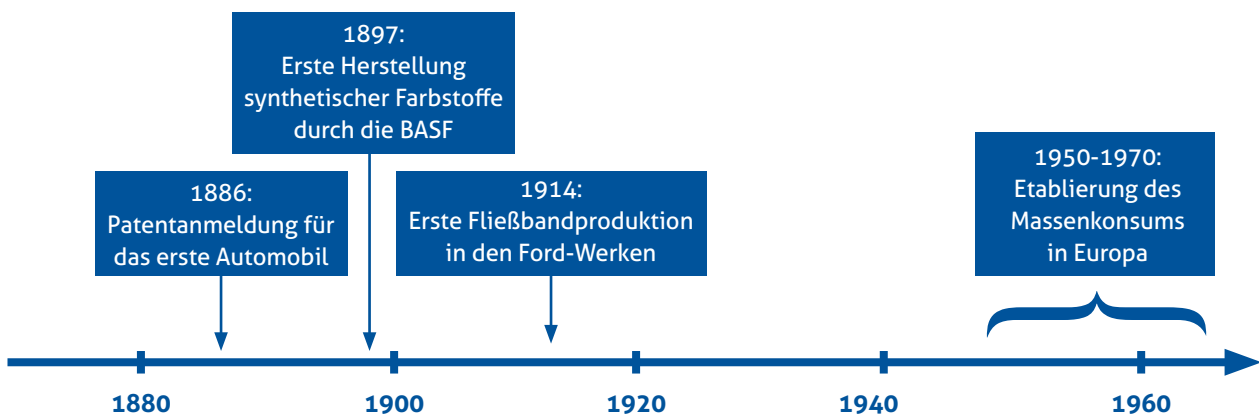 1897:
Erste Herstellung
synthetischer Farbstoffe
durch die BASF
1886:
Patentanmeldung für
das erste Automobil
1914:
Erste Fließbandproduktion
in den Ford-Werken
1950-1970:
Etablierung des
Massenkonsums
in Europa
1880
1900
1920
1940
1960